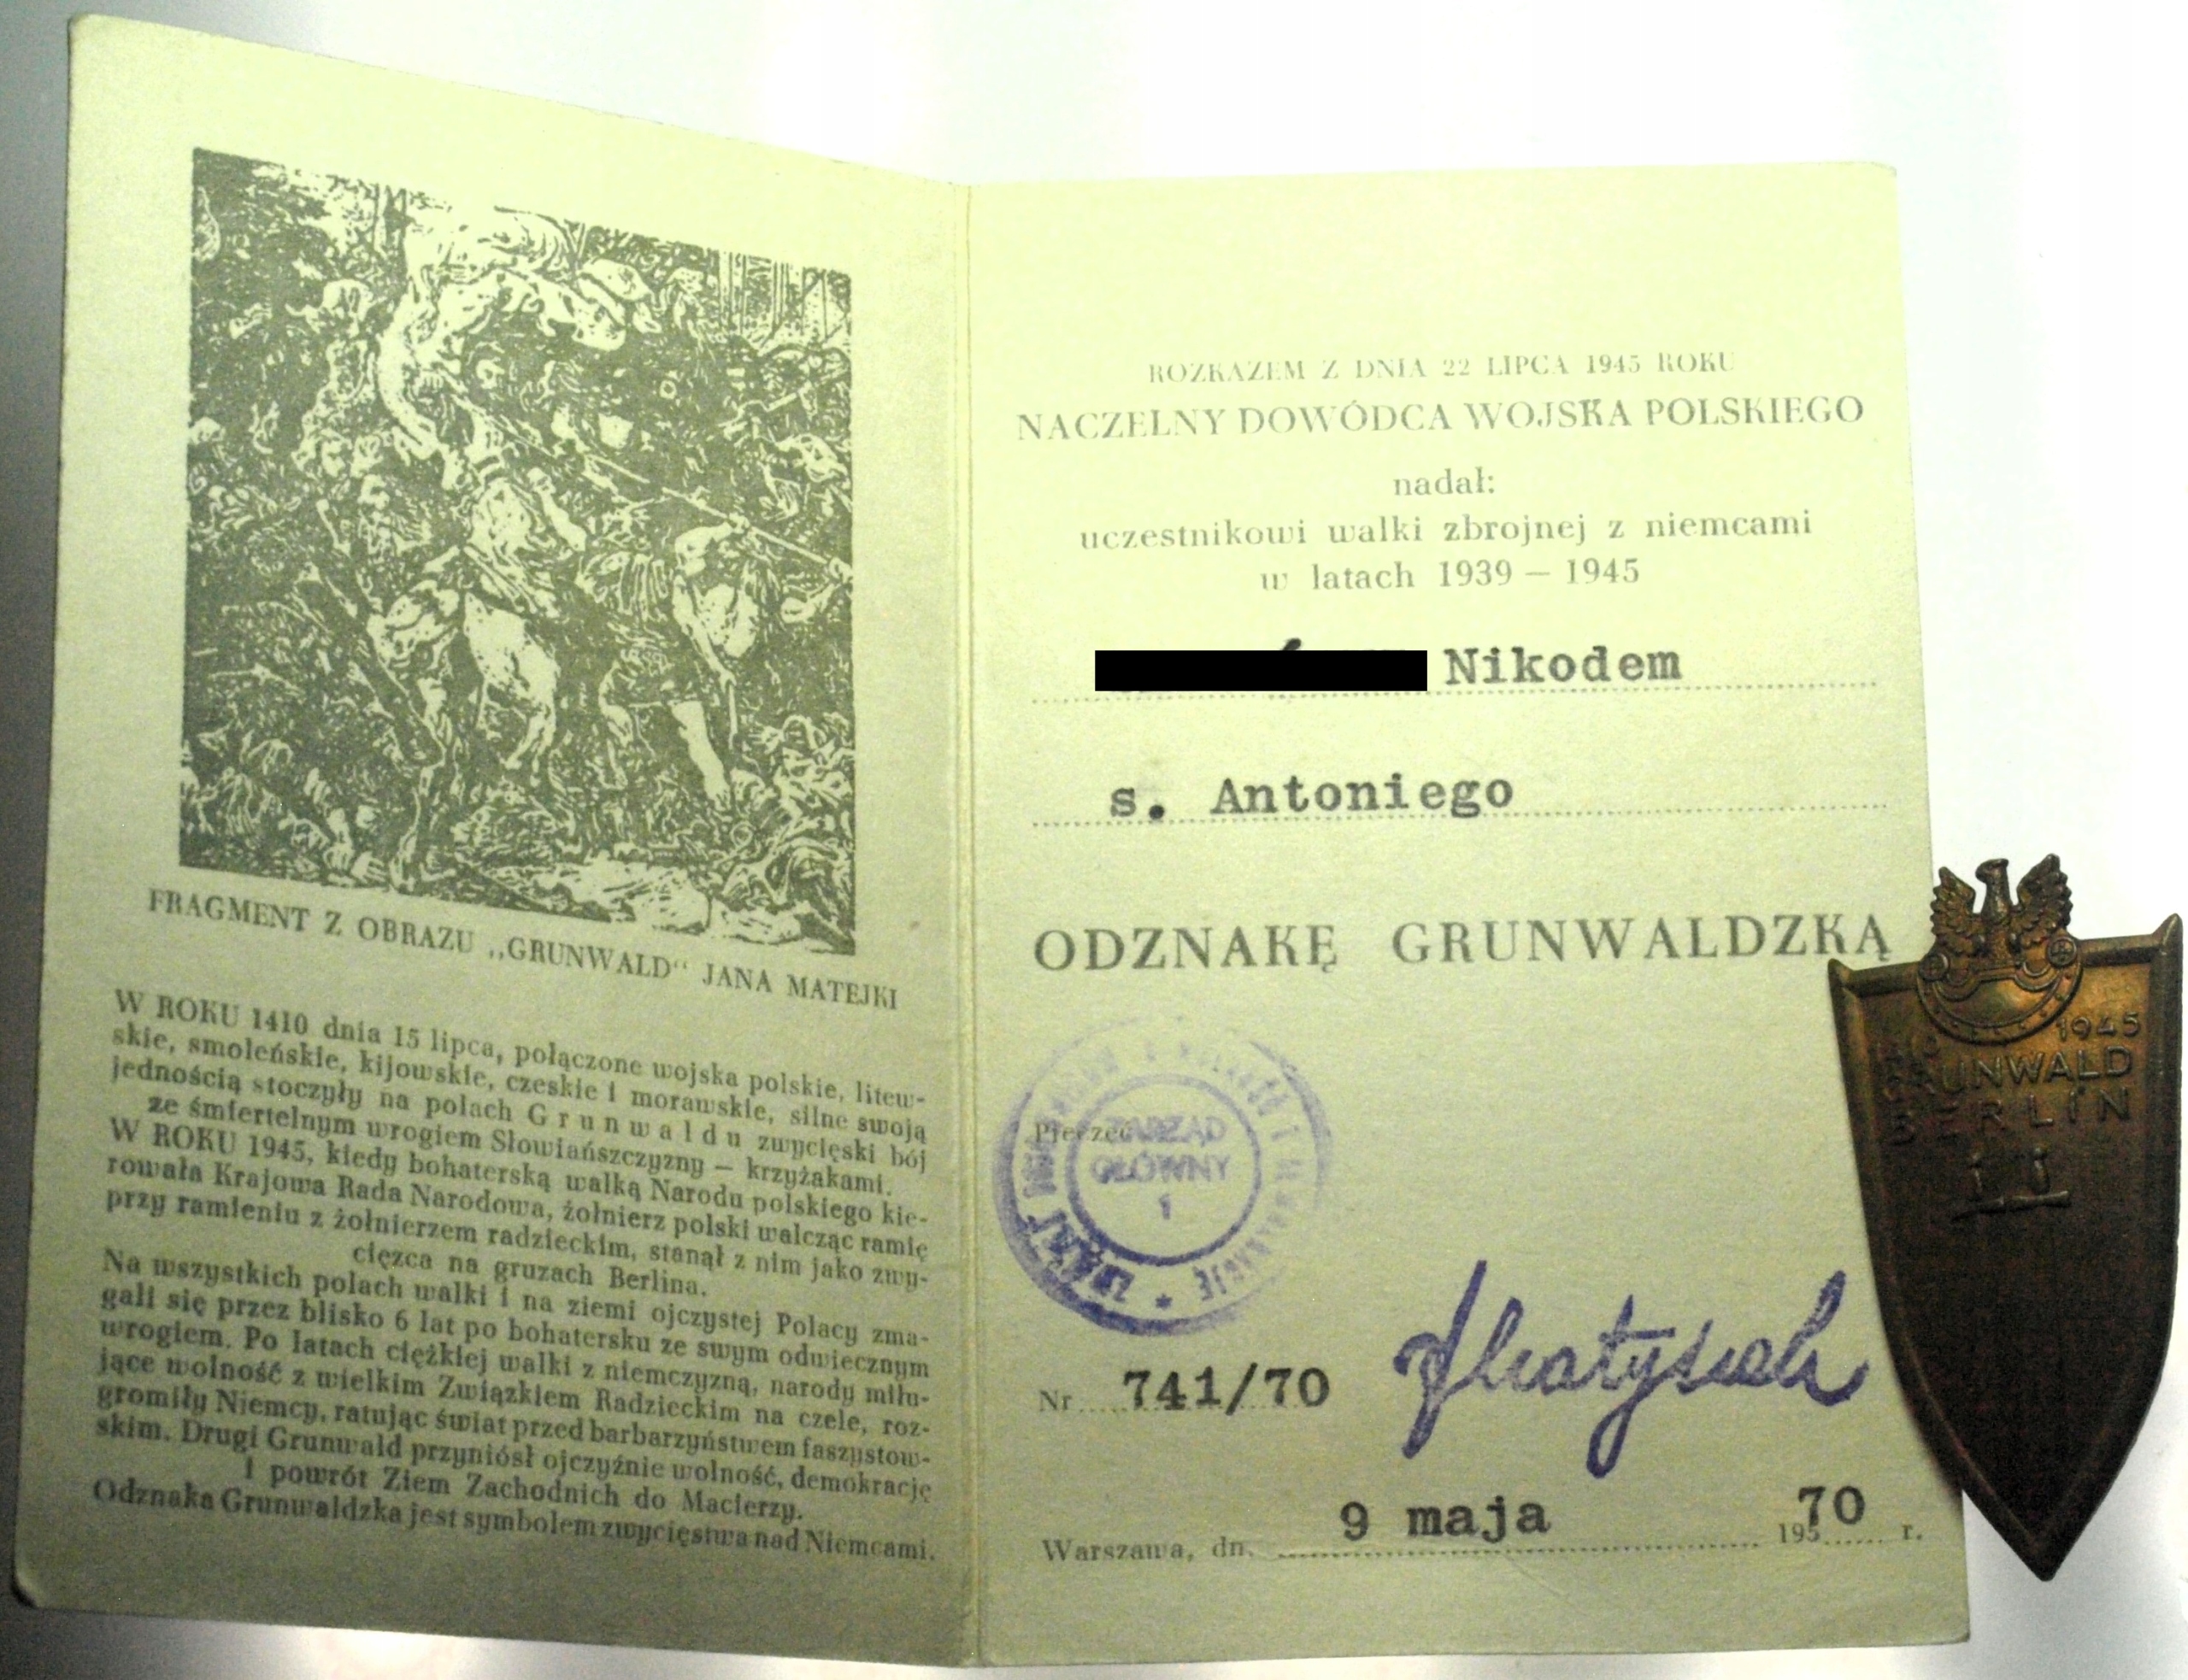 FRAGMENT Z OBRAZU „GRUNWALD“ JANA MATEJKI
W ROKU 1410 dnia 15 lipca, połączone wojska polskie, litew-
skie, smoleńskie, kijowskie, czeskie i morawskie, silne swoją
jednością stoczyły na polach Grunwaldu zwycięski bój
ze śmiertelnym wrogiem Słowiańszczyzny – krzyżakami.
W ROKU 1945, kiedy bohaterską walką Narodu polskiego kie-
rowała Krajowa Rada Narodowa, żołnierz polski walcząc ramię
przy ramieniu z żołnierzem radzieckim, stanął z nim jako zwy-
cięzca na gruzach Berlina.
Na wszystkich polach walki i na ziemi ojczystej Polacy zma-
gali się przez blisko 6 lat po bohatersku ze swym odwiecznym
wrogiem. Po latach ciężkiej walki z niemczyzną, narody miłu-
jące wolność z wielkim Związkiem Radzieckim na czele, roz-
gromiły Niemcy, ratując świat przed barbarzyństwem faszystow-
skim. Drugi Grunwald przyniósł ojczyźnie wolność, demokrację
i powrót Ziem Zachodnich do Macierzy.
Odznaka Grunwaldzka jest symbolem zwycięstwa nad Niemcami.
ROZKAZEM Z DNIA 22 LIPCA 1945 ROKU
NACZELNY DOWÓDCA WOJSKA POLSKIEGO
nadał:
uczestnikowi walki zbrojnej z niemcami
w latach 1939 – 1945
Nikodem
s. Antoniego
ODZNAKĘ GRUNWALDZKĄ
Pieczęć
ZARZĄD
GŁÓWNY
1
Nr 741/70
Warszawa, dn. 9 maja 195 70 r.
1945
GRUNWALD
BERLIN